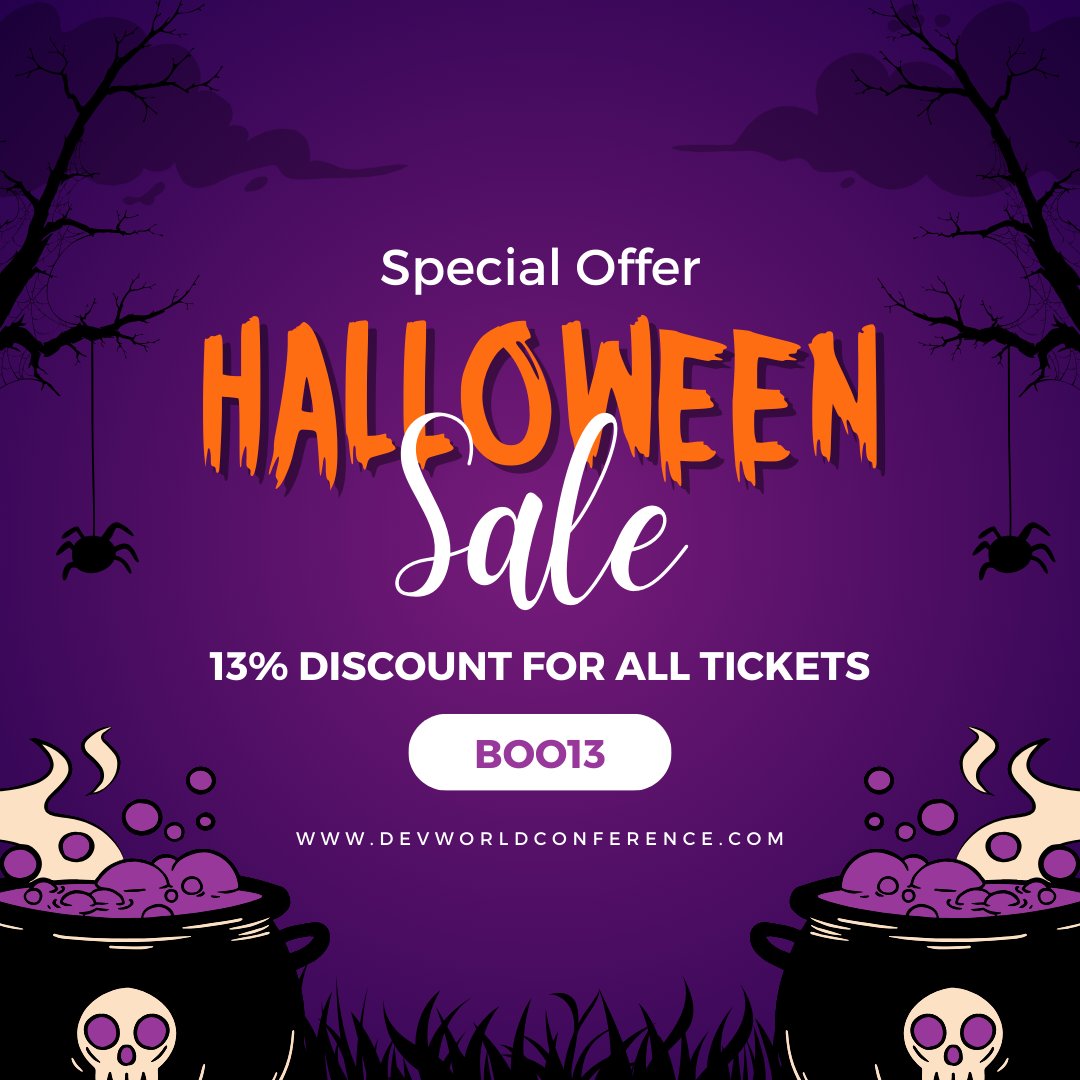 Special Offer
HALLOWEEN
Sale
13% DISCOUNT FOR ALL TICKETS
BOO13
WWW.DEVWORLDCONFERENCE.COM